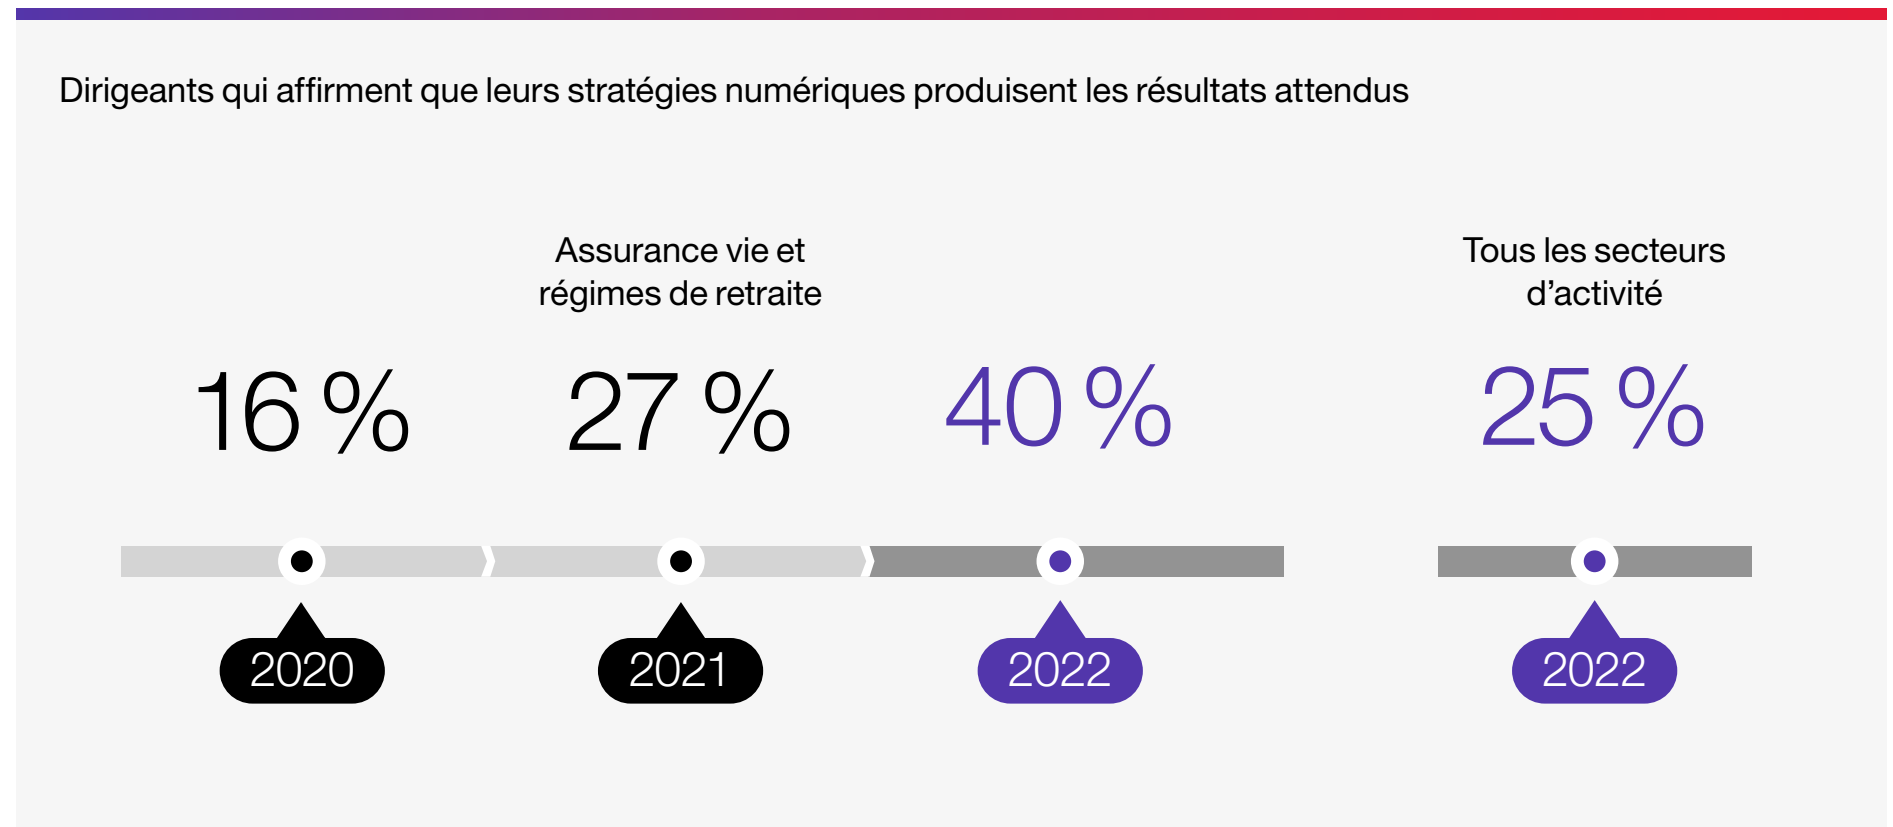 Dirigeants qui affirment que leurs stratégies numériques produisent les résultats attendus
Assurance vie et
régimes de retraite
Tous les secteurs
d’activité
16 %
27 %
40 %
25 %
2020
2021
2022
2022